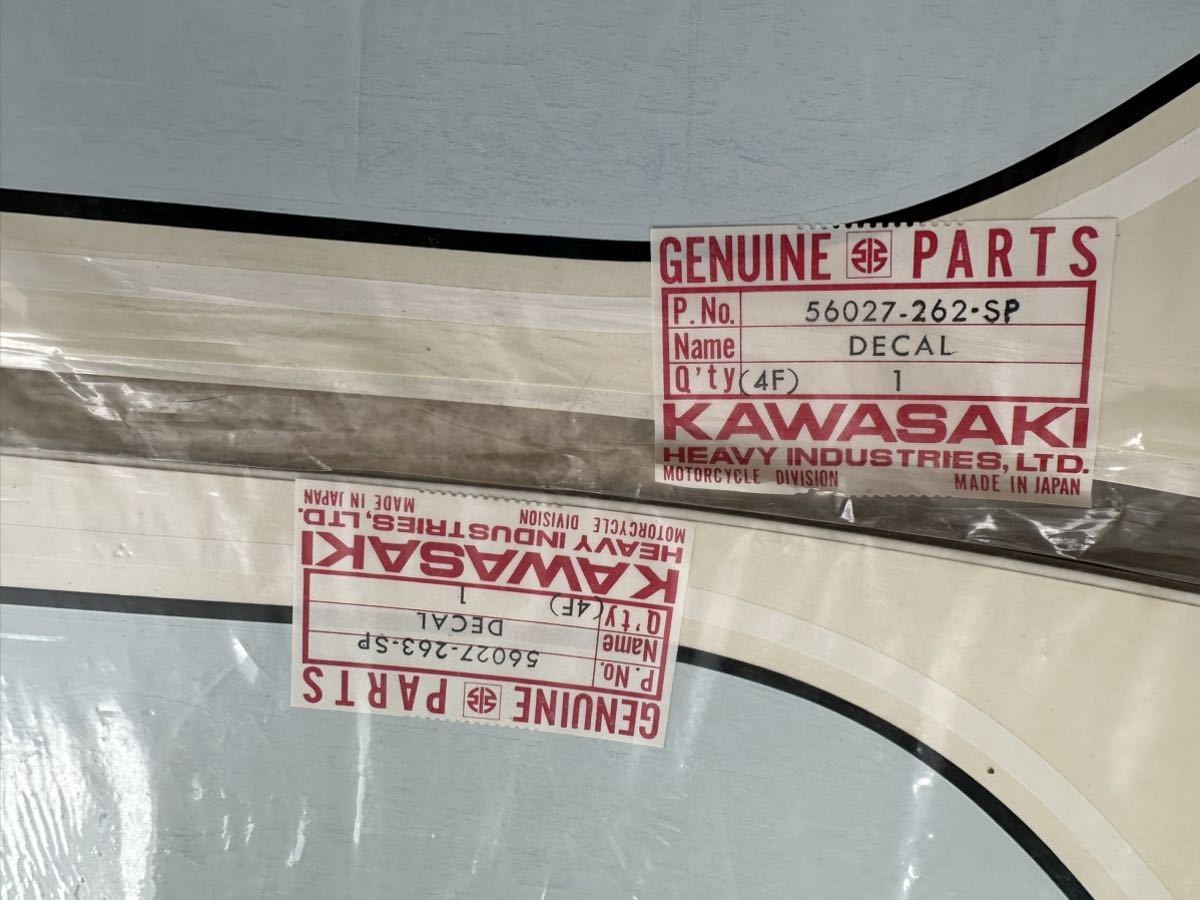 GENUINE PARTS
P. No. 56027-262-SP
Name DECAL
Q'ty (4F) 1
KAWASAKI
HEAVY INDUSTRIES, LTD.
MOTORCYCLE DIVISION MADE IN JAPAN
GENUINE PARTS
P. No. 56027-263-SP
Name DECAL
Q'ty (4F) 1
KAWASAKI
HEAVY INDUSTRIES, LTD.
MOTORCYCLE DIVISION MADE IN JAPAN